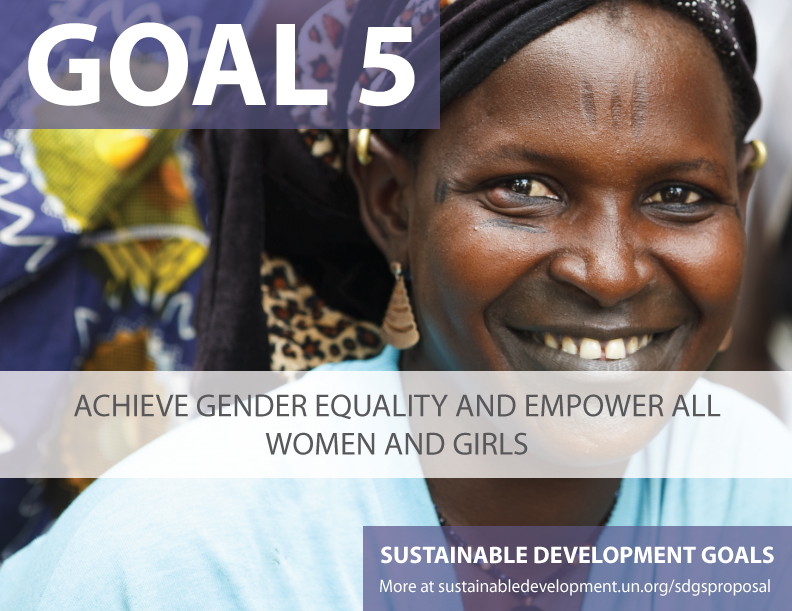 GOAL 5
ACHIEVE GENDER EQUALITY AND EMPOWER ALL
WOMEN AND GIRLS
SUSTAINABLE DEVELOPMENT GOALS
More at sustainabledevelopment.un.org/sdgsproposal